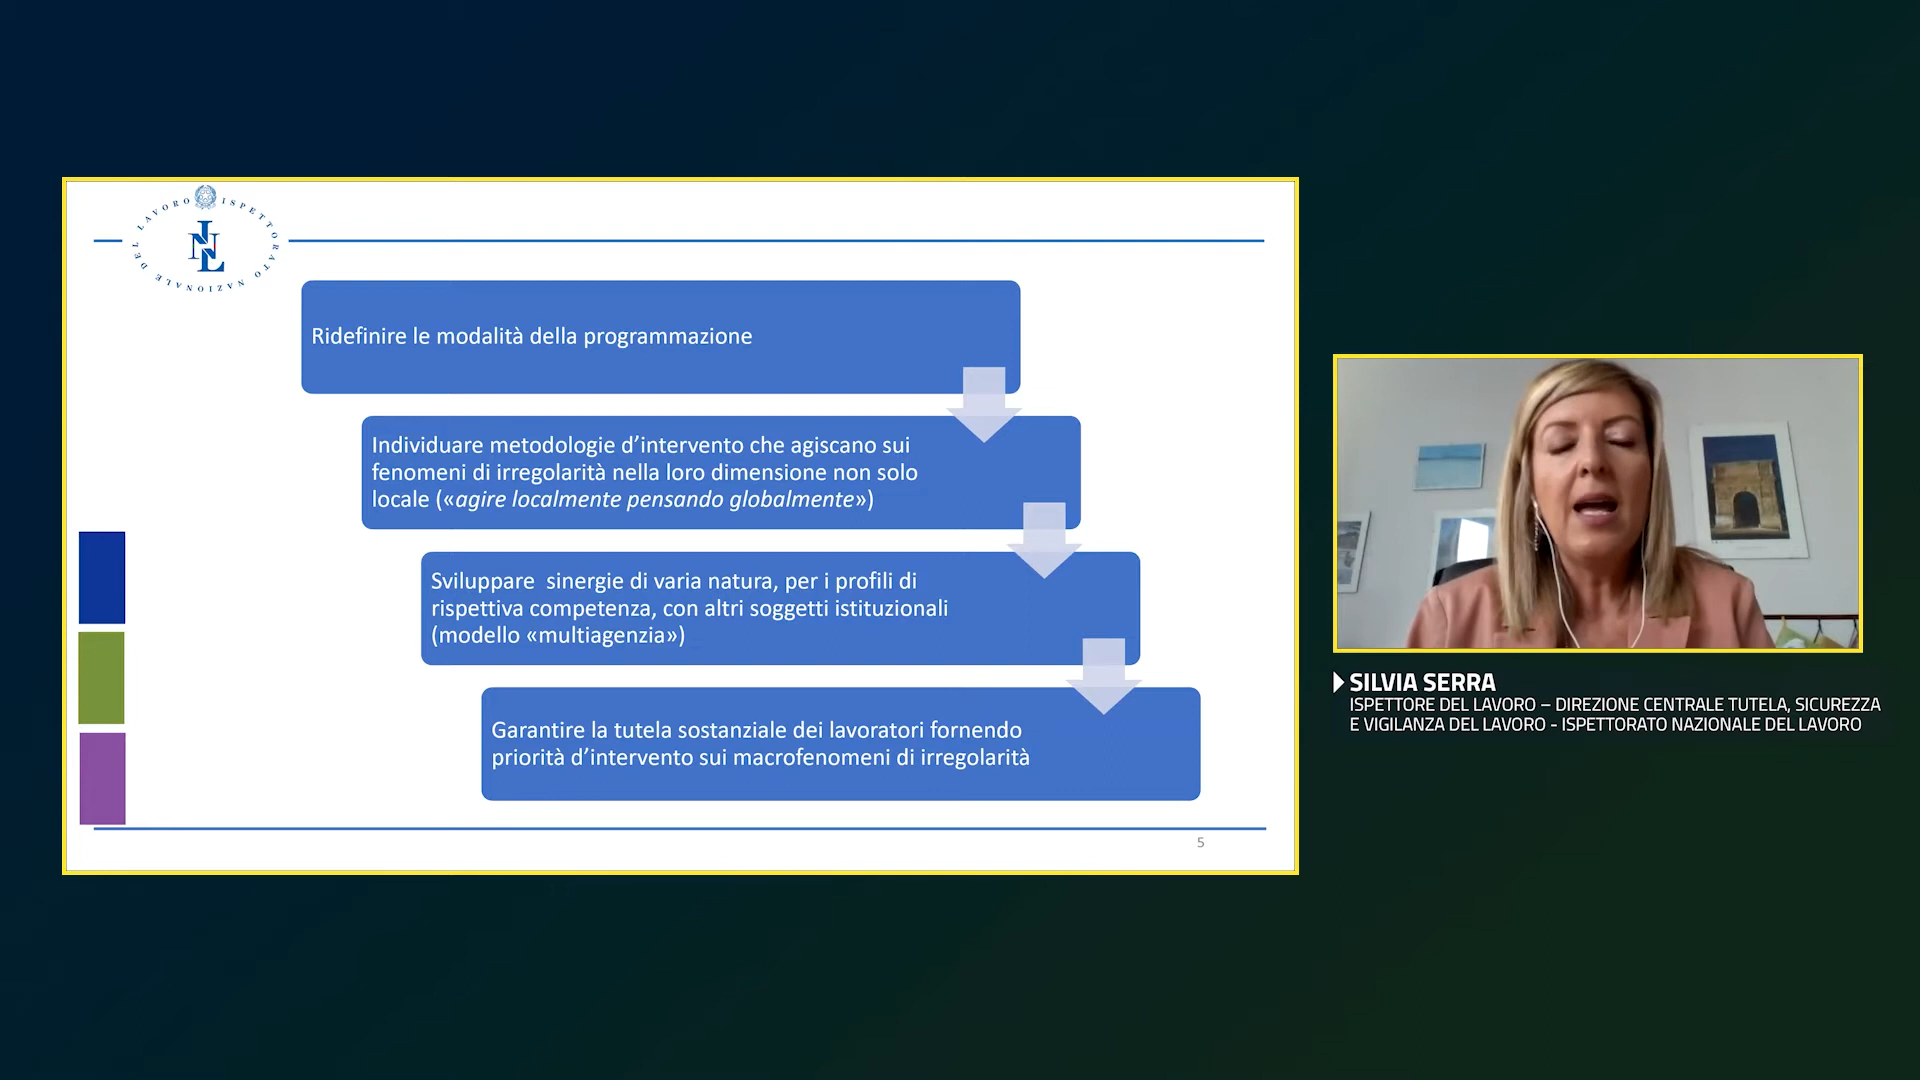 ISPETTORATO NAZIONALE DEL LAVORO
INL
Ridefinire le modalità della programmazione
Individuare metodologie d’intervento che agiscano sui
fenomeni di irregolarità nella loro dimensione non solo
locale («agire localmente pensando globalmente»)
Sviluppare  sinergie di varia natura, per i profili di
rispettiva competenza, con altri soggetti istituzionali
(modello «multiagenzia»)
Garantire la tutela sostanziale dei lavoratori fornendo
priorità d’intervento sui macrofenomeni di irregolarità
5
SILVIA SERRA
ISPETTORE DEL LAVORO – DIREZIONE CENTRALE TUTELA, SICUREZZA
E VIGILANZA DEL LAVORO - ISPETTORATO NAZIONALE DEL LAVORO